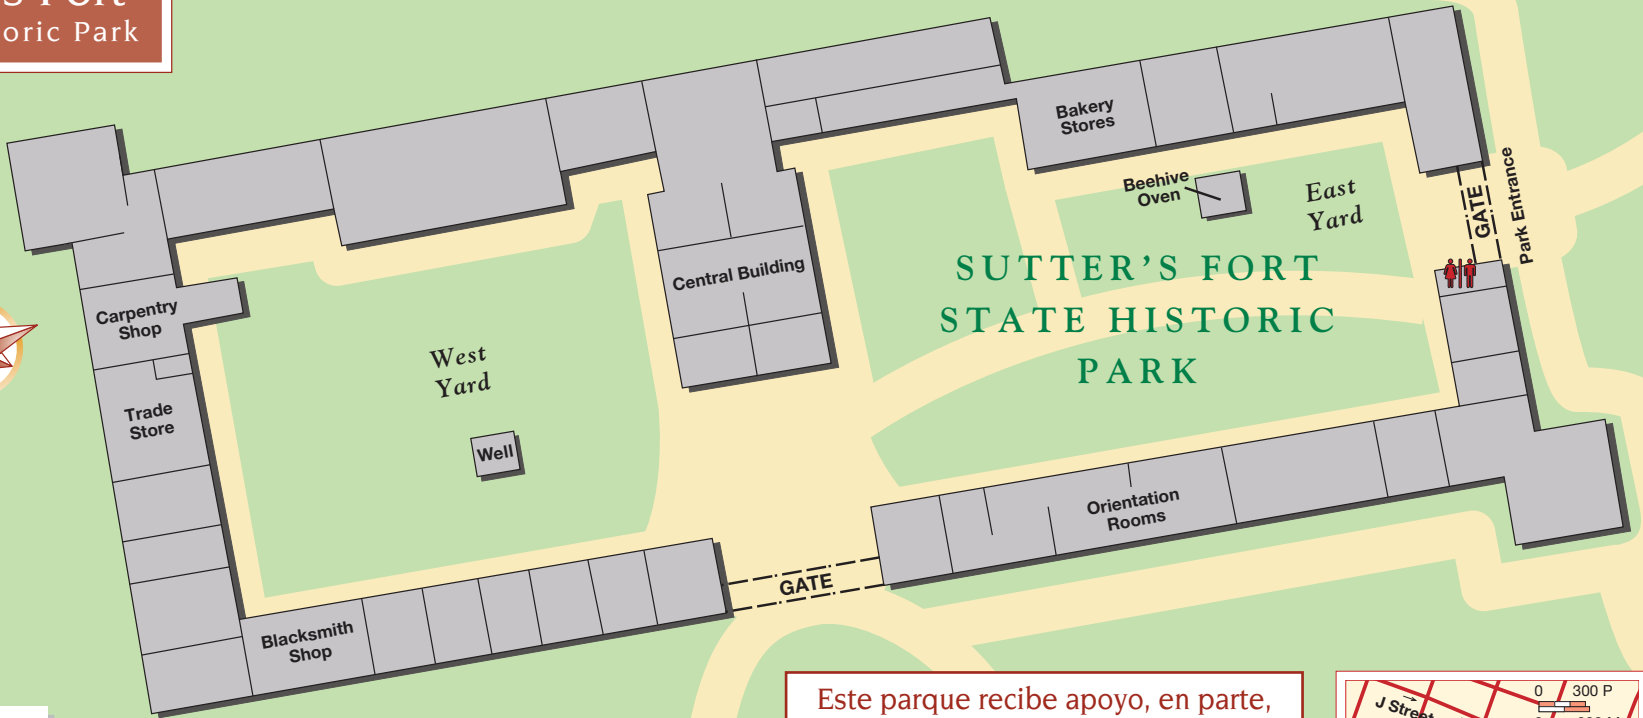 oric Park
Bakery
Stores
Beehive
Oven
East
Yard
GATE
Park Entrance
SUTTER'S FORT
STATE HISTORIC
PARK
Central Building
Carpentry
Shop
West
Yard
Trade
Store
Well
Orientation
Rooms
GATE
Blacksmith
Shop
Este parque recibe apoyo, en parte,
J Street
0 300 P